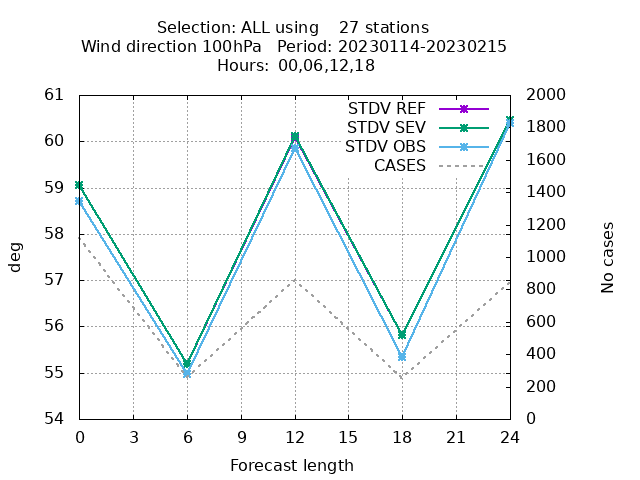 Selection: ALL using    27 stations
Wind direction 100hPa   Period: 20230114-20230215
Hours:  00,06,12,18
61
60
59
58
57
56
55
54
2000
1800
1600
1400
1200
1000
800
600
400
200
0
STDV REF
STDV SEV
STDV OBS
CASES
deg
No cases
0 3 6 9 12 15 18 21 24
Forecast length